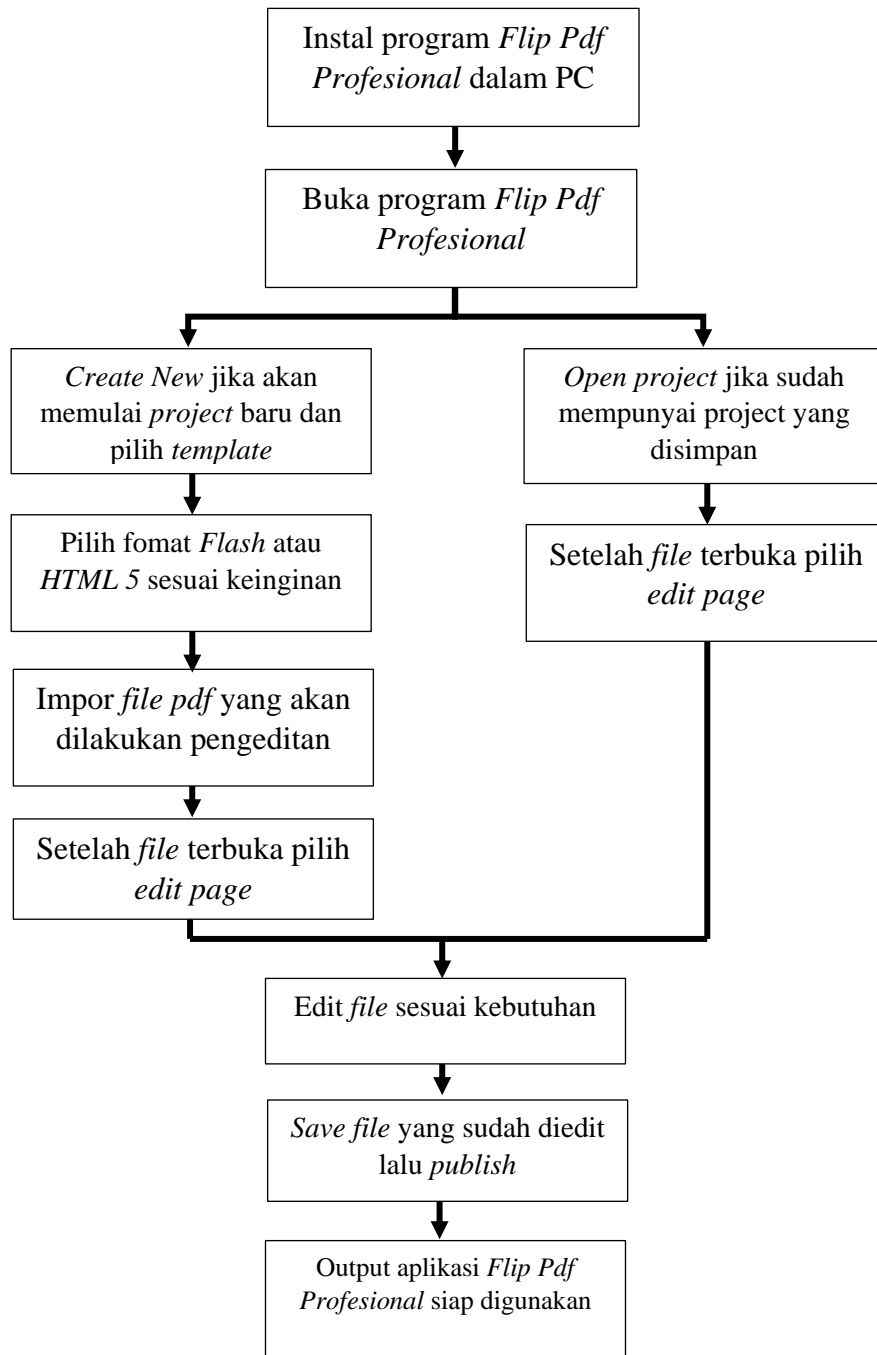 Instal program Flip Pdf
Profesional dalam PC
Buka program Flip Pdf
Profesional
Create New jika akan
memulai project baru dan
pilih template
Pilih fomat Flash atau
HTML 5 sesuai keinginan
Impor file pdf yang akan
dilakukan pengeditan
Setelah file terbuka pilih
edit page
Open project jika sudah
mempunyai project yang
disimpan
Setelah file terbuka pilih
edit page
Edit file sesuai kebutuhan
Save file yang sudah diedit
lalu publish
Output aplikasi Flip Pdf
Profesional siap digunakan